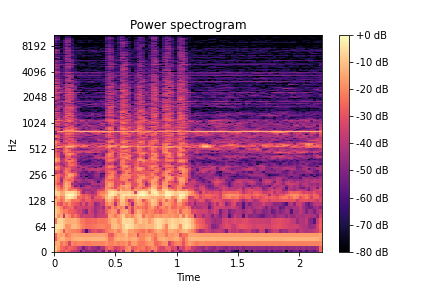 Power spectrogram
8192
4096
2048
1024
512
256
128
64
0
Hz
0
0.5
1
1.5
2
Time
+0 dB
-10 dB
-20 dB
-30 dB
-40 dB
-50 dB
-60 dB
-70 dB
-80 dB